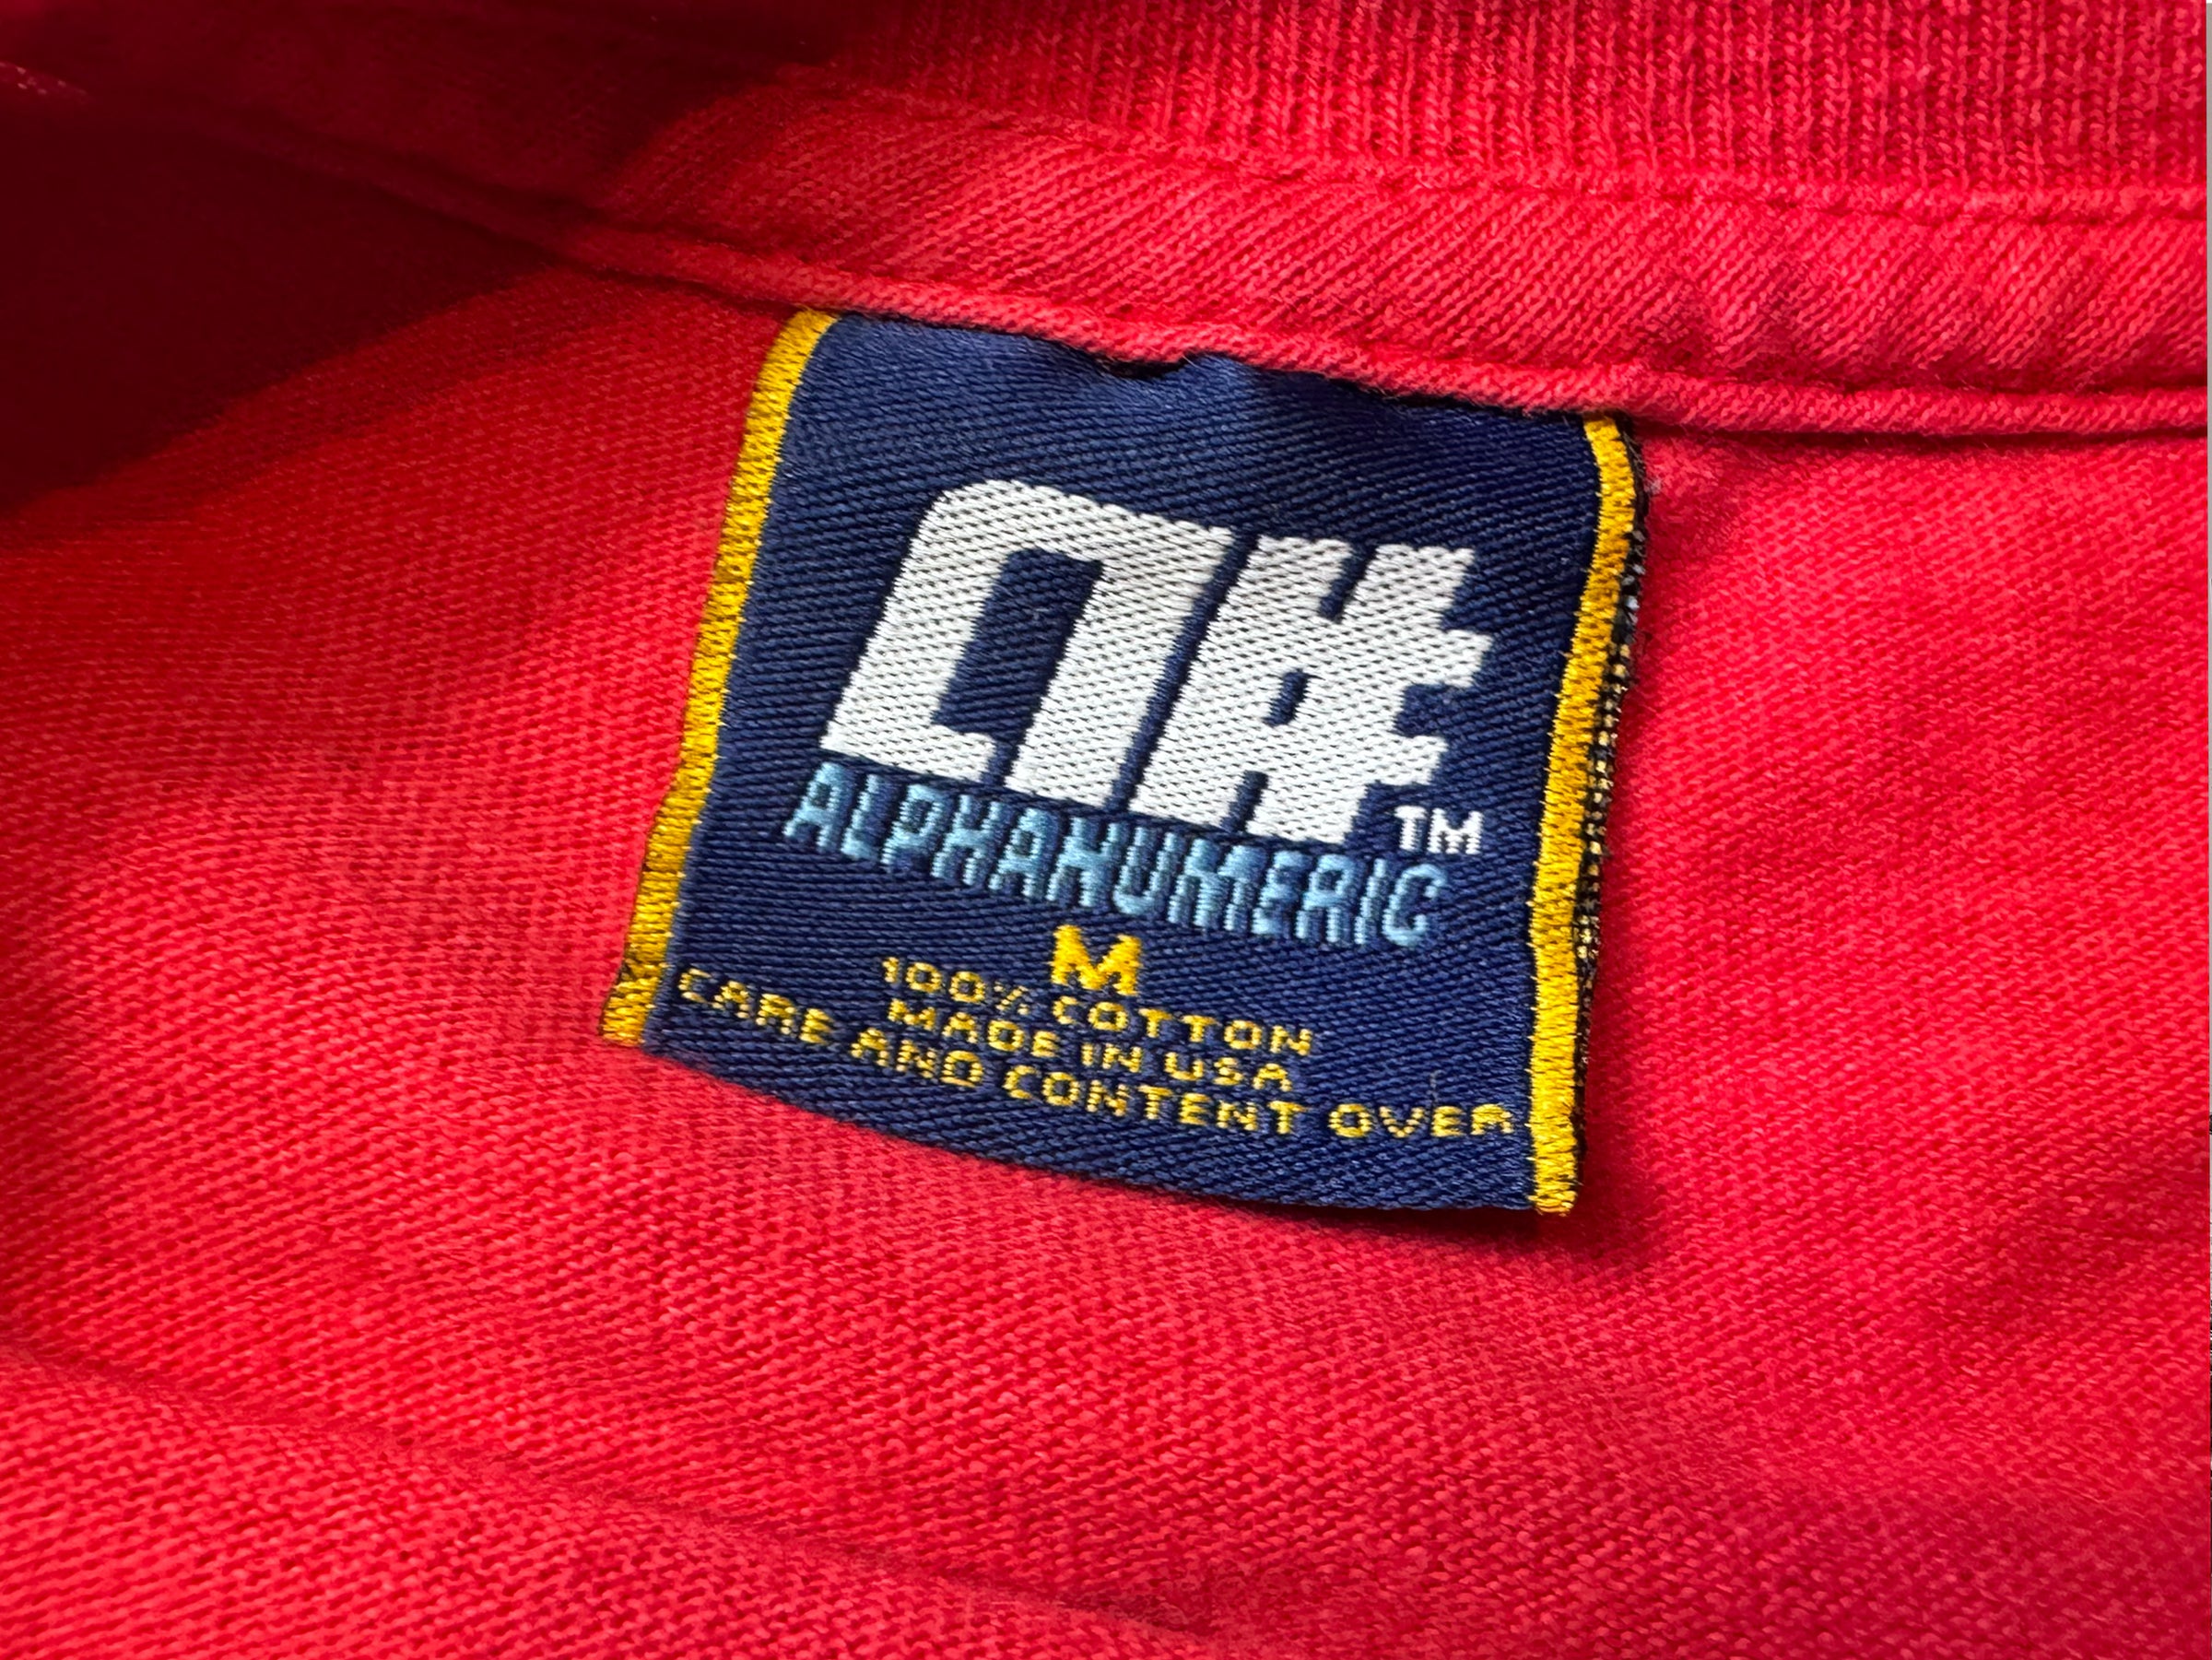 A#
TM
ALPHANUMERIC
M
100% COTTON
MADE IN USA
CARE AND CONTENT OVER